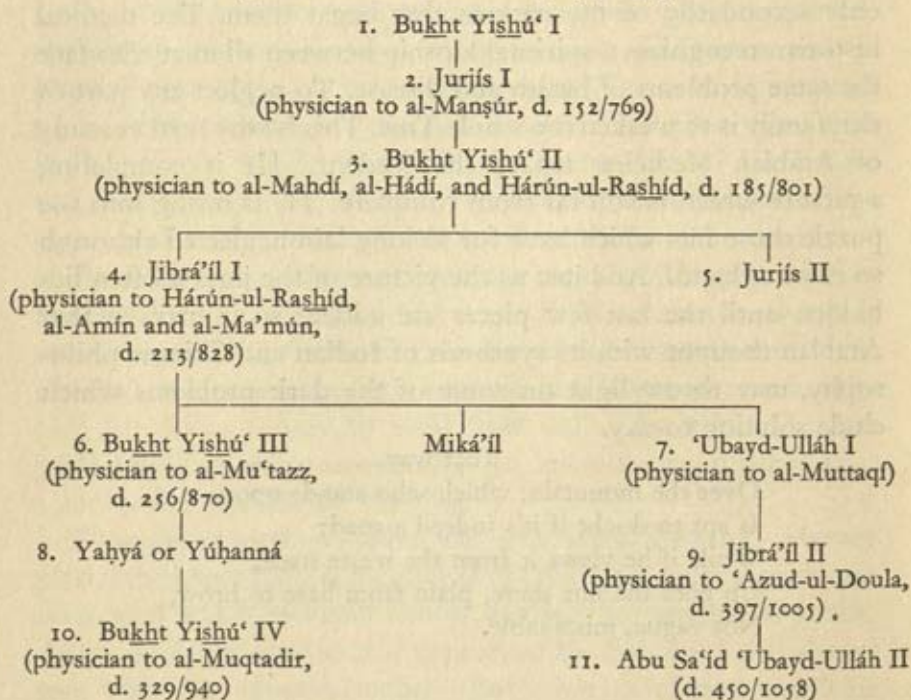 1. Bukht Yishú‘ I
2. Jurjís I
(physician to al-Manṣúr, d. 152/769)
3. Bukht Yishú‘ II
(physician to al-Mahdí, al-Hádí, and Hárún-ul-Rashíd, d. 185/801)
4. Jibrá’íl I
(physician to Hárún-ul-Rashíd,
al-Amín and al-Ma’mún,
d. 213/828)
5. Jurjís II
6. Bukht Yishú‘ III
(physician to al-Mu‘tazz,
d. 256/870)
Miká’íl
7. ‘Ubayd-Ulláh I
(physician to al-Muttaqí)
8. Yaḥyá or Yúḥanná
9. Jibrá’íl II
(physician to ‘Azud-ul-Doula,
d. 397/1005).
10. Bukht Yishú‘ IV
(physician to al-Muqtadir,
d. 329/940)
11. Abu Sa‘íd ‘Ubayd-Ulláh II
(d. 450/1058)